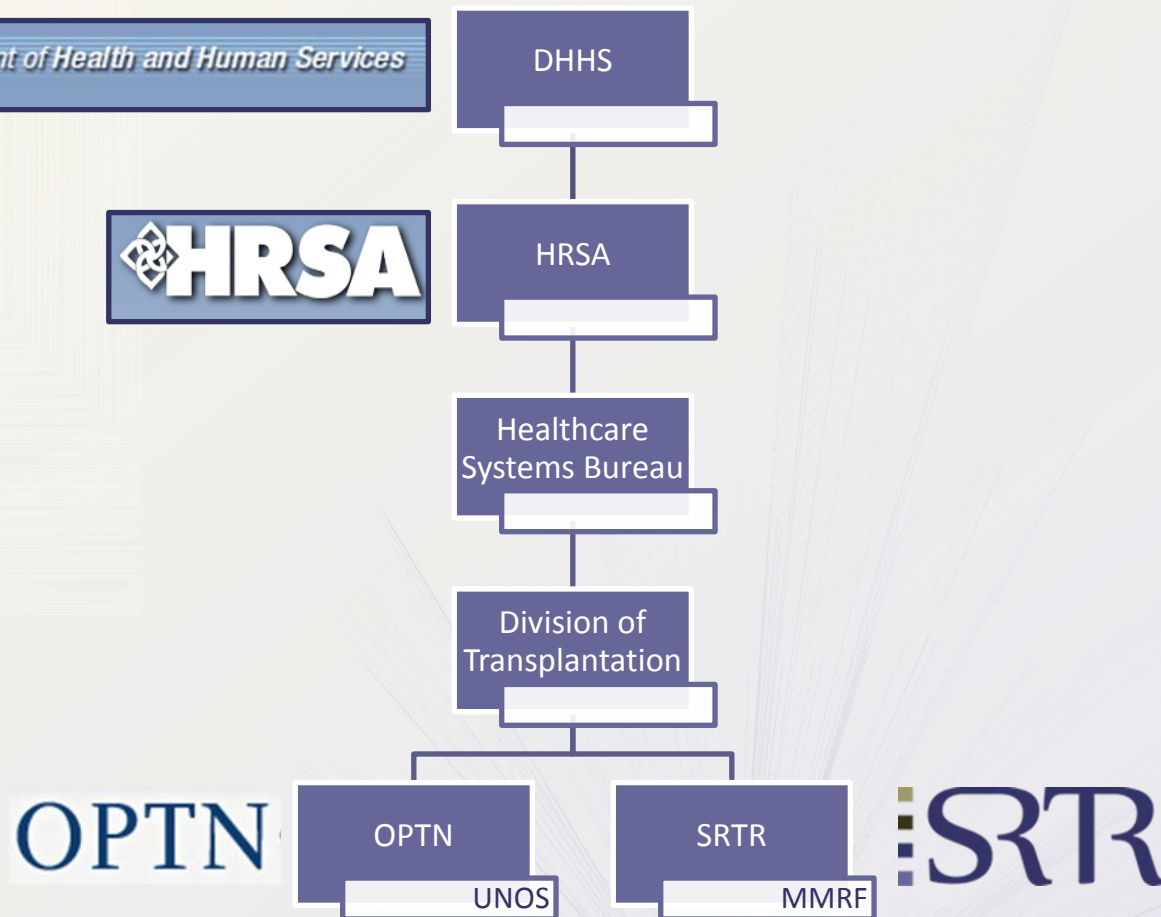 of Health and Human Services
DHHS
HRSA
HRSA
Healthcare
Systems Bureau
Division of
Transplantation
OPTN
OPTN
UNOS
SRTR
MMRF
SRTR